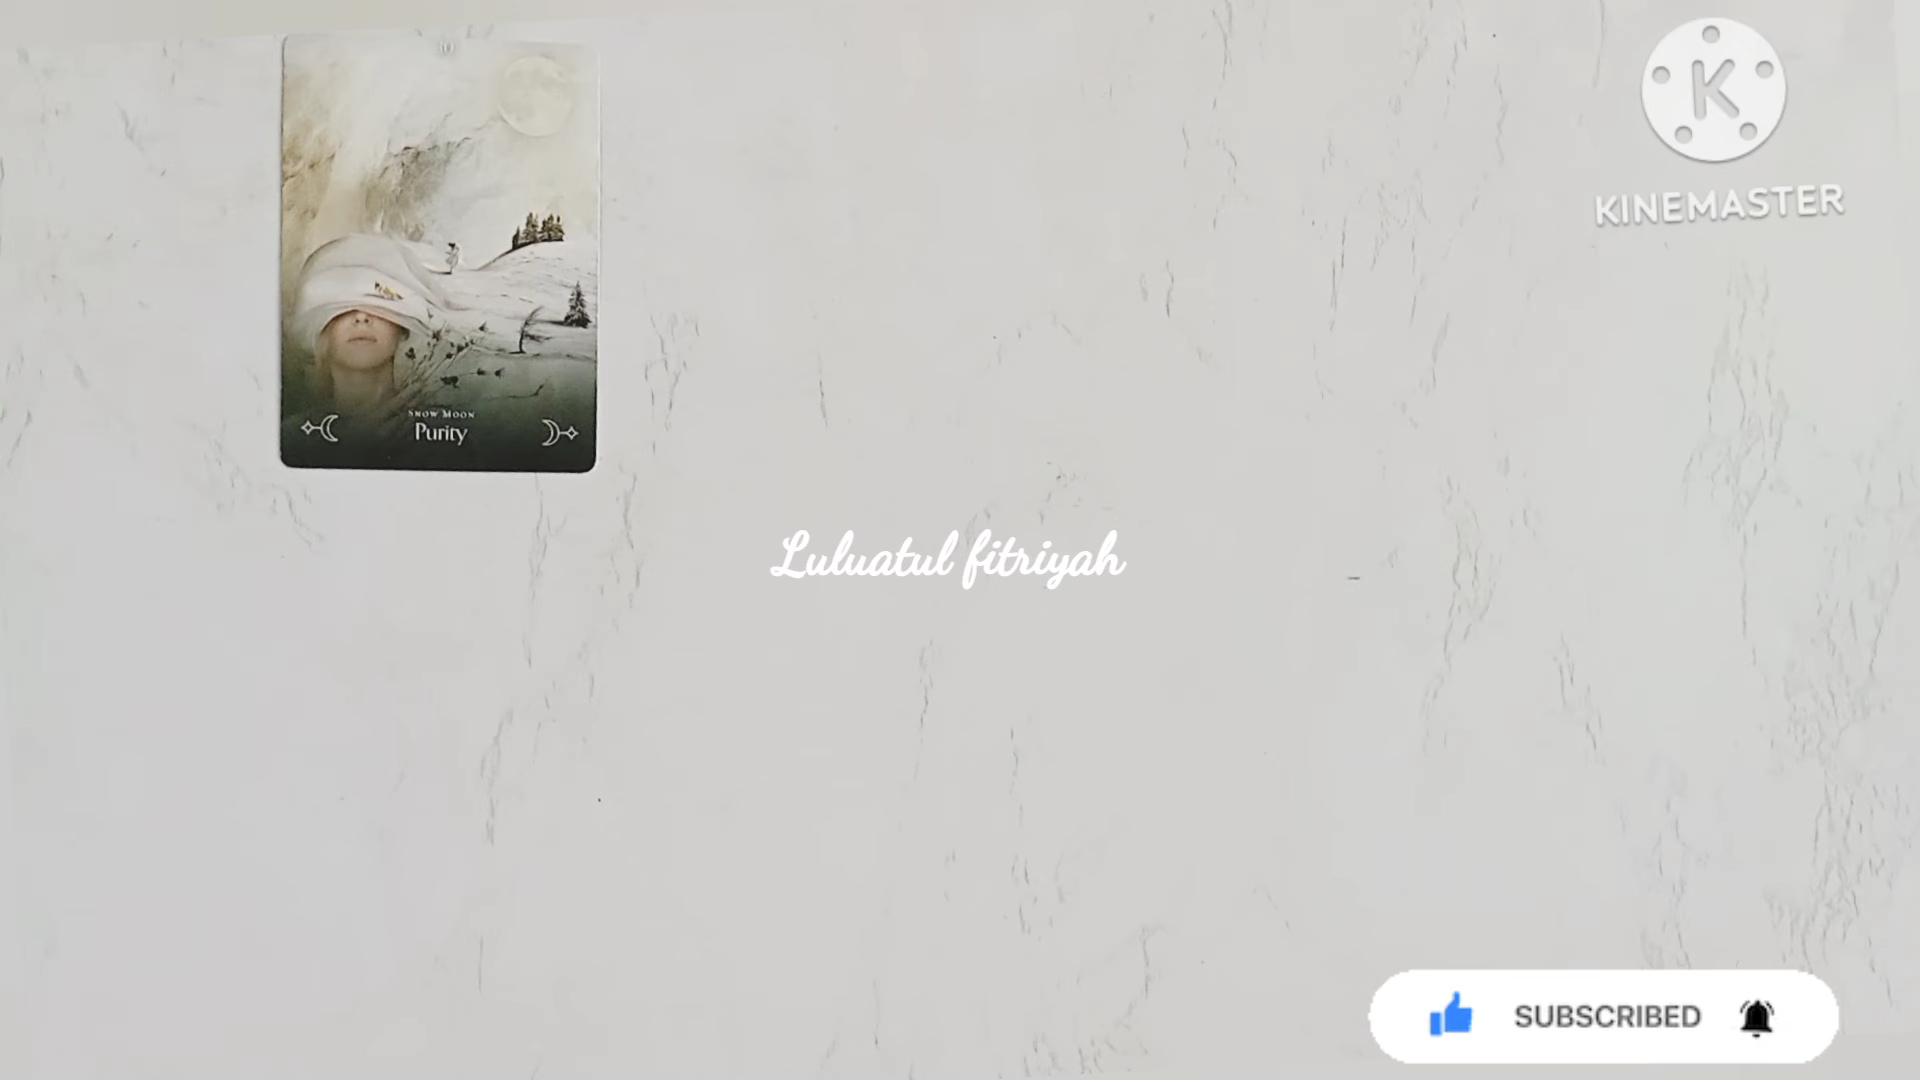 K
KINEMASTER
SNOW MOON
Purity
Luluatul fitriyah
SUBSCRIBED